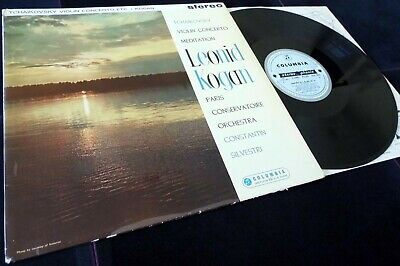 TCHAIKOVSKY VIOLIN CONCERTO ETC. - KOGAN
stereo
TCHAIKOVSKY
VIOLIN CONCERTO
MEDITATION
Leonid
Kogan
PARIS
CONSERVATOIRE
ORCHESTRA
CONSTANTIN
SILVESTRI
COLUMBIA
COLUMBIA